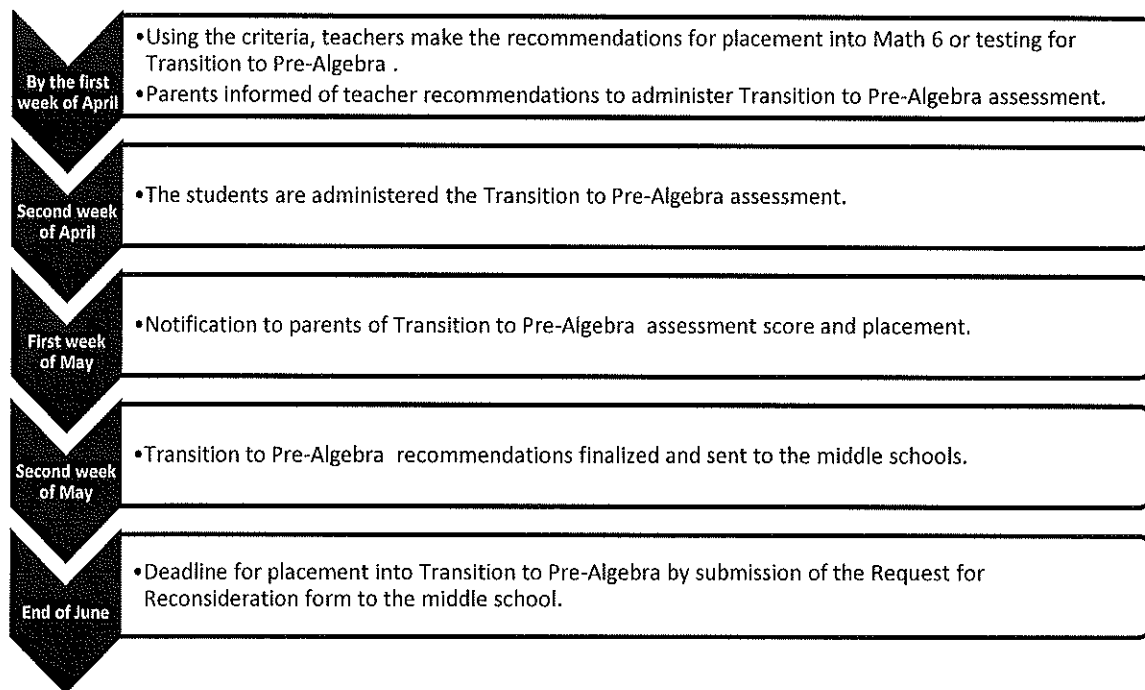 By the first
week of April
•Using the criteria, teachers make the recommendations for placement into Math 6 or testing for
Transition to Pre-Algebra .
•Parents informed of teacher recommendations to administer Transition to Pre-Algebra assessment.
Second week
of April
•The students are administered the Transition to Pre-Algebra assessment.
First week
of May
•Notification to parents of Transition to Pre-Algebra assessment score and placement.
Second week
of May
•Transition to Pre-Algebra recommendations finalized and sent to the middle schools.
End of June
•Deadline for placement into Transition to Pre-Algebra by submission of the Request for
Reconsideration form to the middle school.